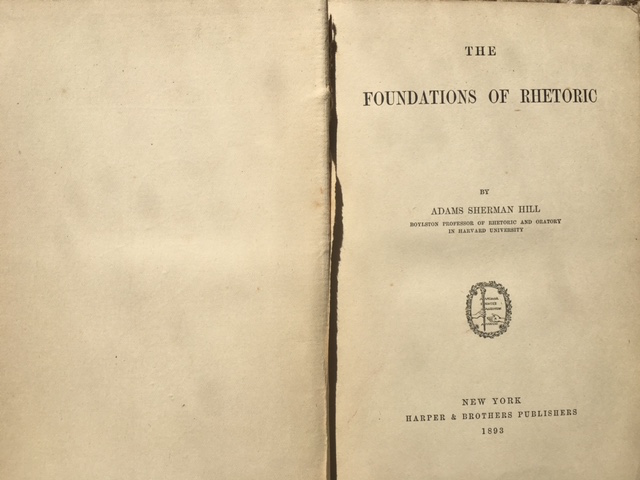 THE
FOUNDATIONS OF RHETORIC
BY
ADAMS SHERMAN HILL
BOYLSTON PROFESSOR OF RHETORIC AND ORATORY
IN HARVARD UNIVERSITY
NEW YORK
HARPER & BROTHERS PUBLISHERS
1893